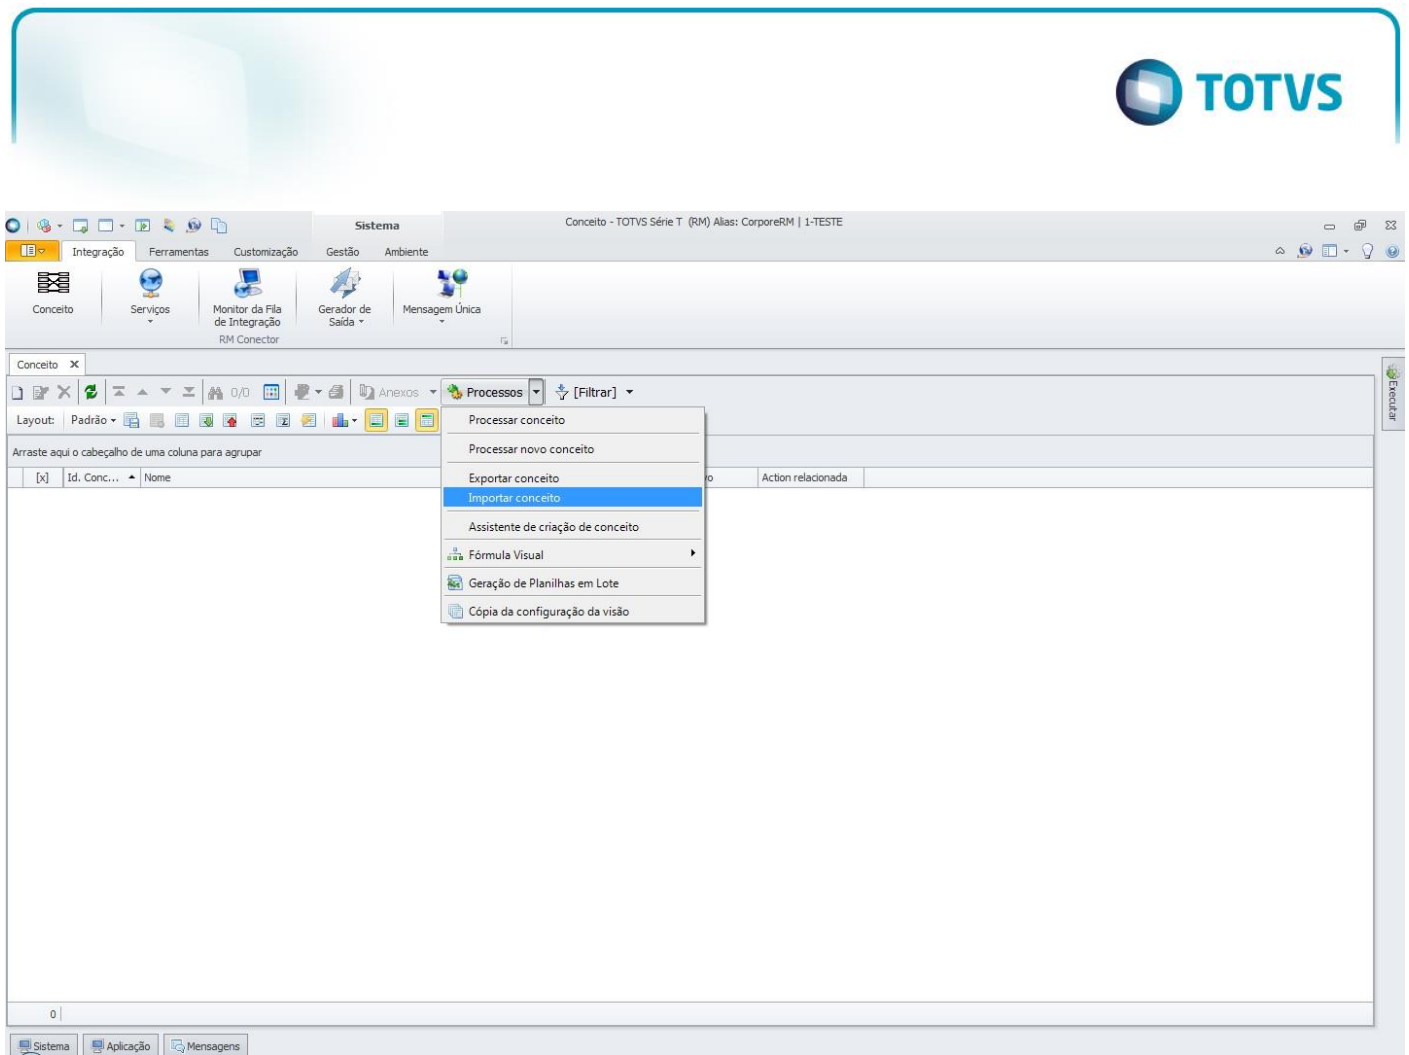 TOTVS
Sistema
Conceito - TOTVS Série T (RM) Alias: CorporeRM | 1-TESTE
Integração Ferramentas Customização Gestão Ambiente
Conceito
Serviços
Monitor da Fila
de Integração
Gerador de
Saída
Mensagem Única
RM Conector
Conceito X
Executar
0/0 Anexos Processos [Filtrar]
Layout: Padrão
Arraste aqui o cabeçalho de uma coluna para agrupar
[x] Id. Conc... Nome Action relacionada
Processar conceito
Processar novo conceito
Exportar conceito
Importar conceito
Assistente de criação de conceito
Fórmula Visual
Geração de Planilhas em Lote
Cópia da configuração da visão
0
Sistema Aplicação Mensagens